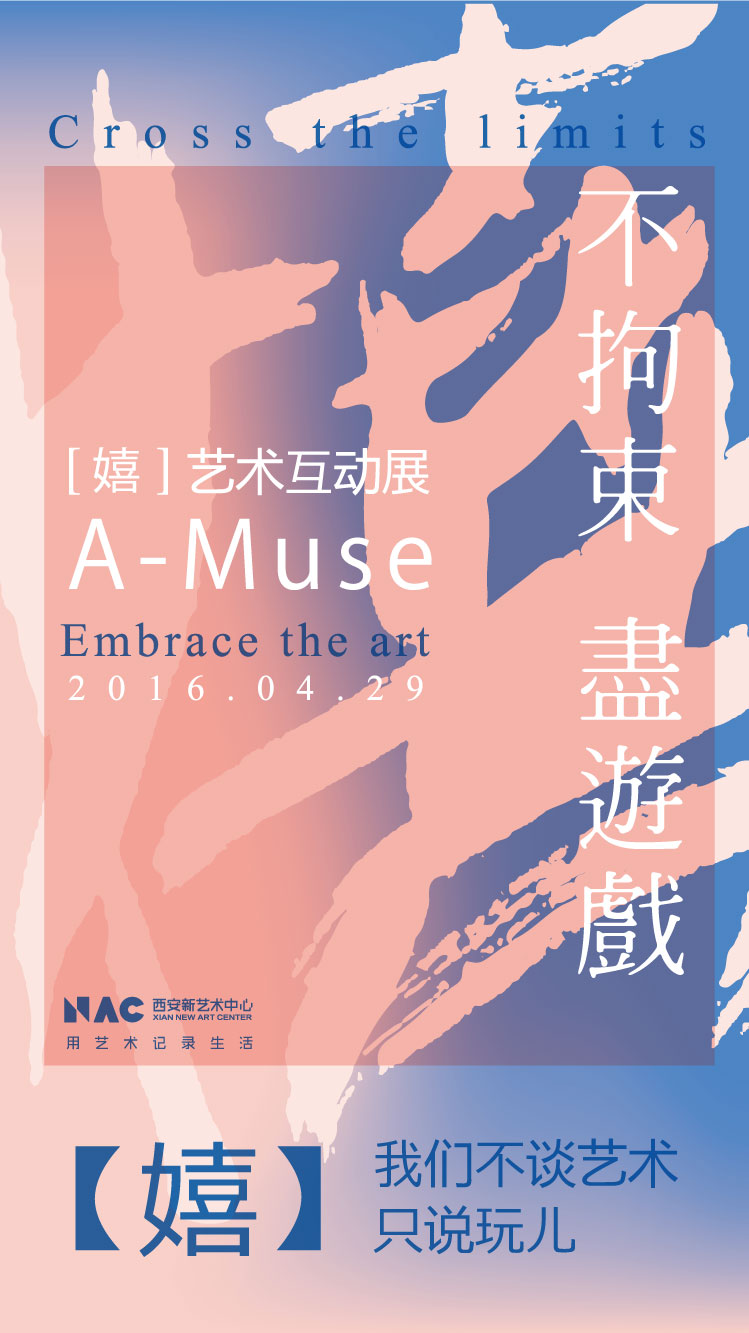 Cross the limits
不拘束 盡遊戲
[嬉]艺术互动展
A-Muse
Embrace the art
2016.04.29
NAC 西安新艺术中心
XIAN NEW ART CENTER
用艺术记录生活
【嬉】
我们不谈艺术
只说玩儿